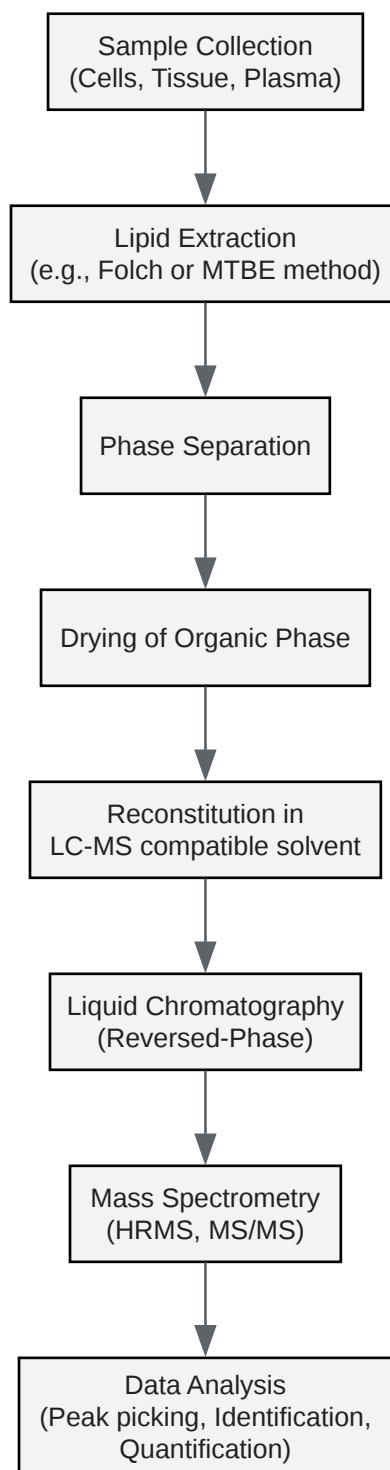 Sample Collection
(Cells, Tissue, Plasma)
Lipid Extraction
(e.g., Folch or MTBE method)
Phase Separation
Drying of Organic Phase
Reconstitution in
LC-MS compatible solvent
Liquid Chromatography
(Reversed-Phase)
Mass Spectrometry
(HRMS, MS/MS)
Data Analysis
(Peak picking, Identification,
Quantification)